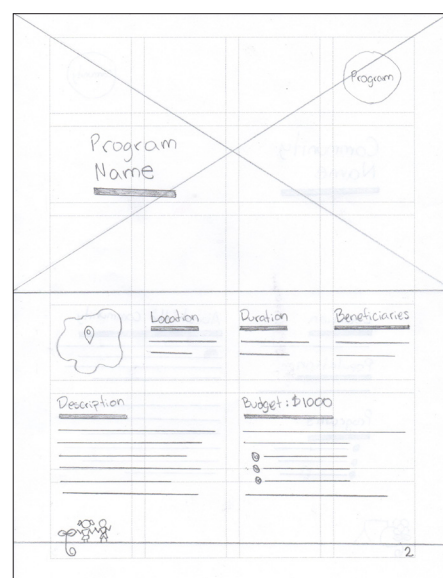 Program
Program
Name
Location
Duration
Beneficiaries
Description
Budget: $1000
2